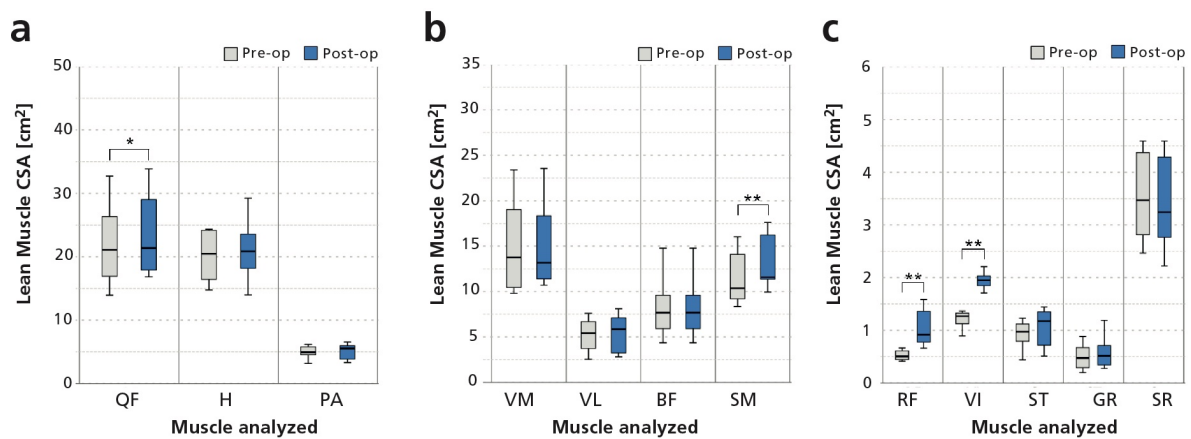 a
Pre-op Post-op
Lean Muscle CSA [cm²]
50
40
30
20
10
0
*
QF H PA
Muscle analyzed
b
Pre-op Post-op
Lean Muscle CSA [cm²]
35
30
25
20
15
10
5
0
**
VM VL BF SM
Muscle analyzed
c
Pre-op Post-op
Lean Muscle CSA [cm²]
6
5
4
3
2
1
0
**
**
RF VI ST GR SR
Muscle analyzed